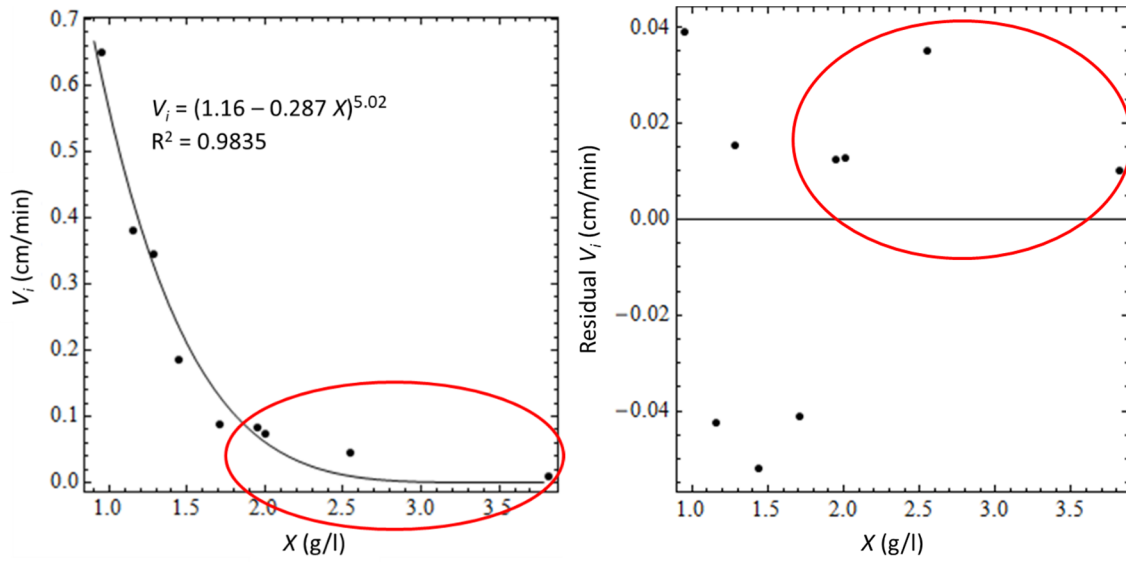 0.7
0.6
0.5
0.4
0.3
0.2
0.1
0.0
V_i (cm/min)
V_i = (1.16 – 0.287 X)^5.02
R² = 0.9835
1.0 1.5 2.0 2.5 3.0 3.5
X (g/l)
0.04
0.02
0.00
−0.02
−0.04
Residual V_i (cm/min)
1.0 1.5 2.0 2.5 3.0 3.5
X (g/l)